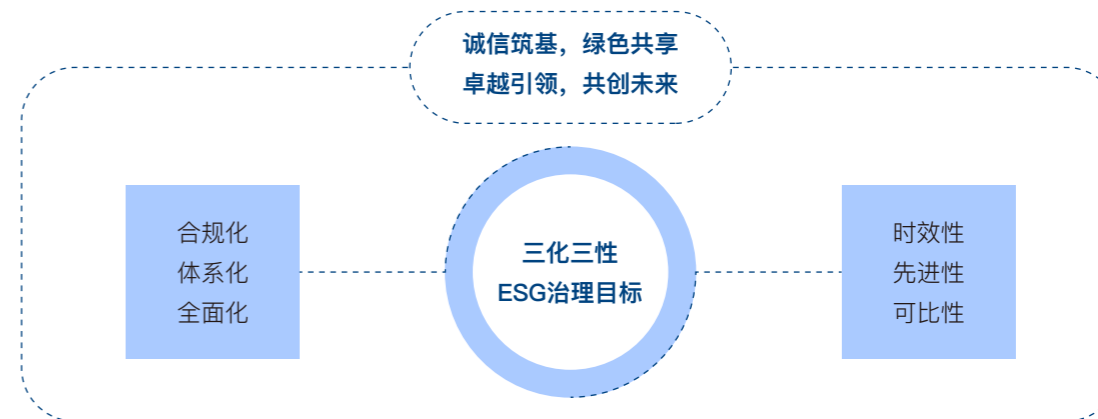 诚信筑基，绿色共享
卓越引领，共创未来
合规化
体系化
全面化
三化三性
ESG治理目标
时效性
先进性
可比性